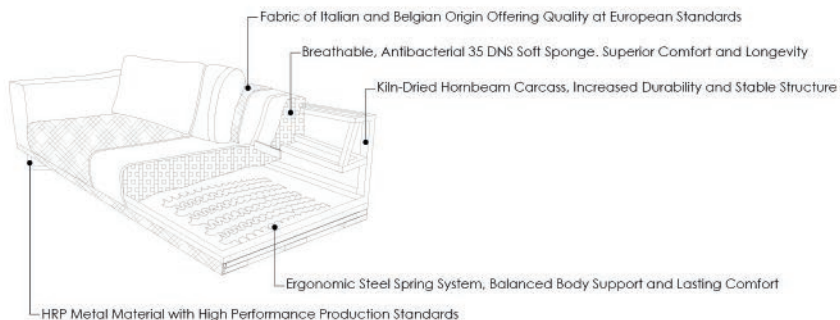 Fabric of Italian and Belgian Origin Offering Quality at European Standards
Breathable, Antibacterial 35 DNS Soft Sponge. Superior Comfort and Longevity
Kiln-Dried Hornbeam Carcass, Increased Durability and Stable Structure
Ergonomic Steel Spring System, Balanced Body Support and Lasting Comfort
HRP Metal Material with High Performance Production Standards